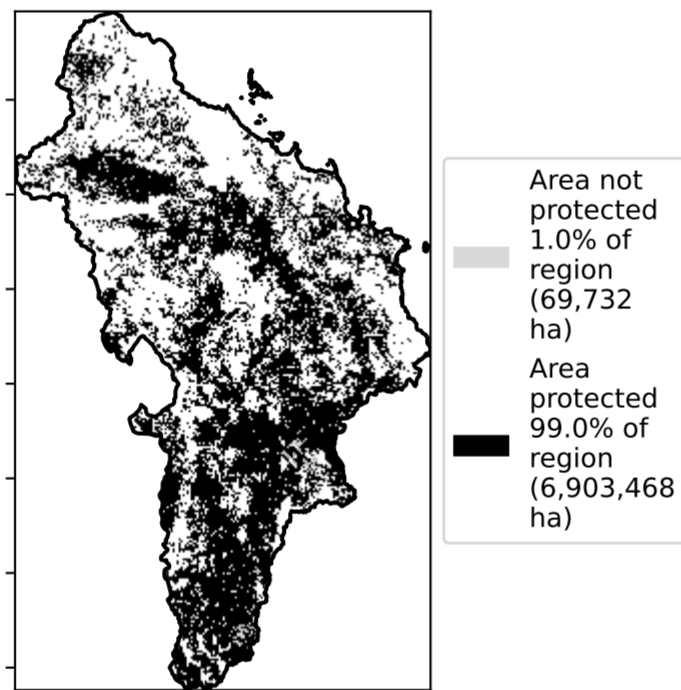 Area not
protected
1.0% of
region
(69,732
ha)
Area
protected
99.0% of
region
(6,903,468
ha)